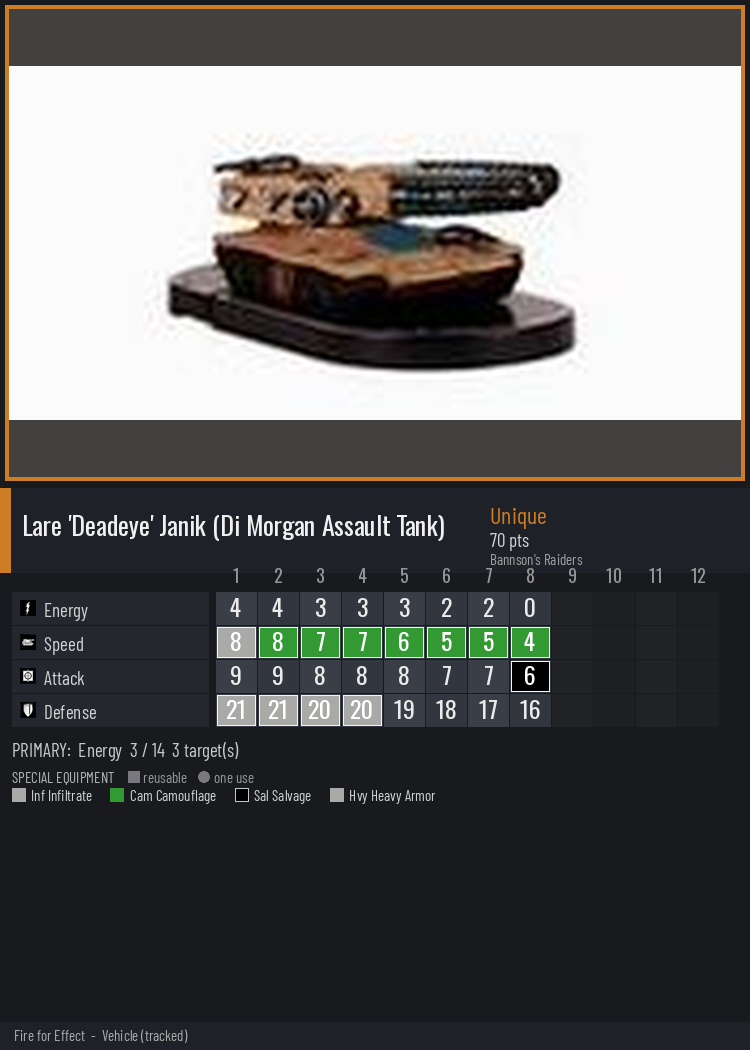 Lare 'Deadeye' Janik (Di Morgan Assault Tank)
Unique
70 pts
Bannson's Raiders
1 2 3 4 5 6 7 8 9 10 11 12
Energy 4 4 3 3 3 2 2 0
Speed 8 8 7 7 6 5 5 4
Attack 9 9 8 8 8 7 7 6
Defense 21 21 20 20 19 18 17 16
PRIMARY: Energy 3 / 14 3 target(s)
SPECIAL EQUIPMENT reusable one use
Inf Infiltrate Cam Camouflage Sal Salvage Hvy Heavy Armor
Fire for Effect - Vehicle (tracked)